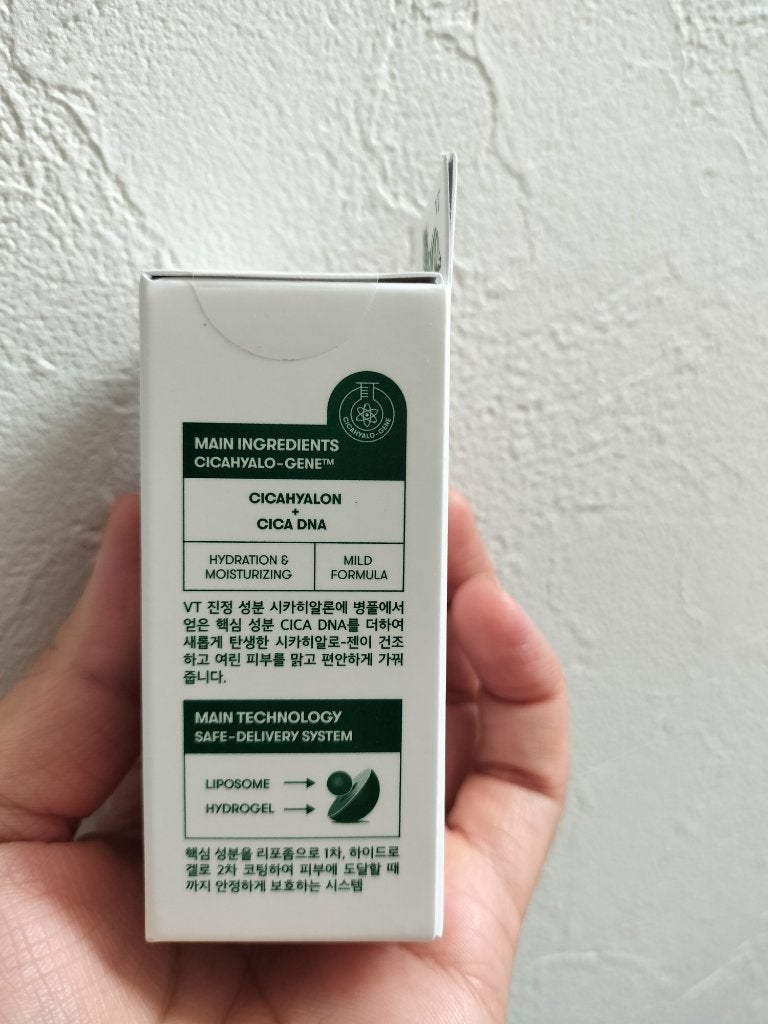 VT
CICAHYALO-GENE
MAIN INGREDIENTS
CICAHYALO-GENE™
CICAHYALON
+
CICA DNA
HYDRATION &
MOISTURIZING
MILD
FORMULA
VT 진정 성분 시카히알론에 병풀에서
얻은 핵심 성분 CICA DNA를 더하여
새롭게 탄생한 시카히알로-젠이 건조
하고 여린 피부를 맑고 편안하게 가꿔
줍니다.
MAIN TECHNOLOGY
SAFE-DELIVERY SYSTEM
LIPOSOME
HYDROGEL
핵심 성분을 리포좀으로 1차, 하이드로
겔로 2차 코팅하여 피부에 도달할 때
까지 안정하게 보호하는 시스템